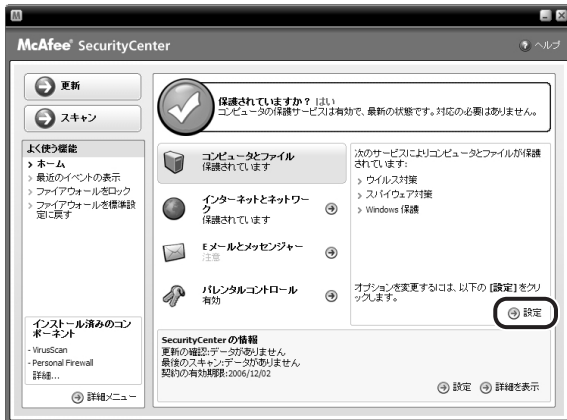 M
McAfee® SecurityCenter
? ヘルプ
更新
スキャン
よく使う機能
> ホーム
> 最近のイベントの表示
> ファイアウォールをロック
> ファイアウォールを標準設
定に戻す
インストール済みのコン
ポーネント
- VirusScan
- Personal Firewall
詳細...
詳細メニュー
保護されていますか? はい
コンピュータの保護サービスは有効で、最新の状態です。対応の必要はありません。
コンピュータとファイル
保護されています
インターネットとネットワー
ク
保護されています
E メールとメッセンジャー
注意
パレンタルコントロール
有効
次のサービスによりコンピュータとファイルが保護
されています:
> ウイルス対策
> スパイウェア対策
> Windows 保護
オプションを変更するには、以下の [設定] をクリ
ックします。
設定
SecurityCenter の情報
更新の確認:データがありません
最後のスキャン:データがありません
契約の有効期限:2006/12/02
設定 詳細を表示